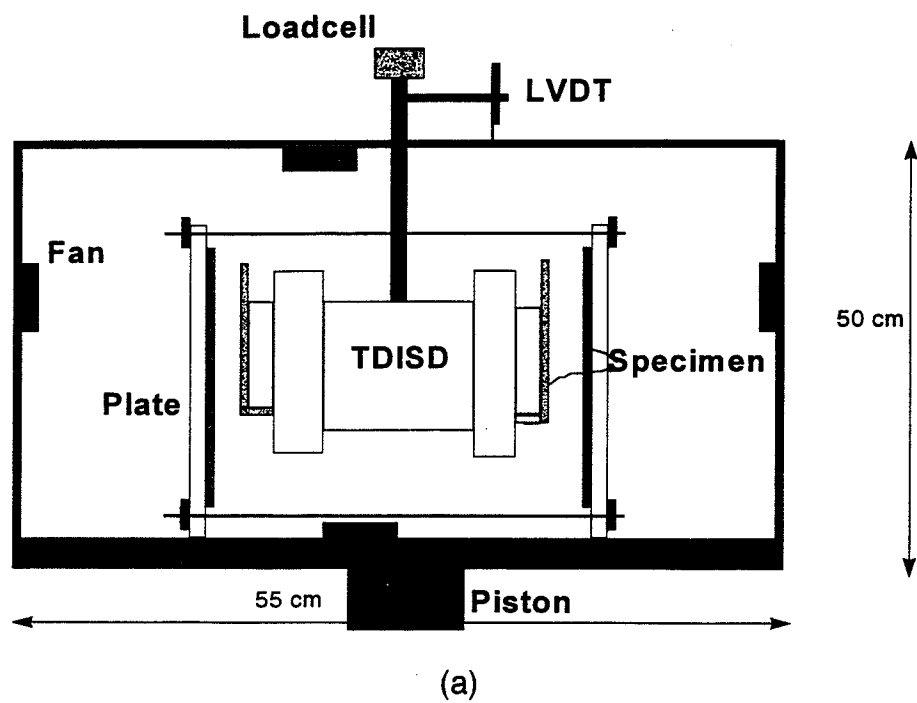 Loadcell
LVDT
Fan
50 cm
TDISD
Specimen
Plate
55 cm
Piston
(a)